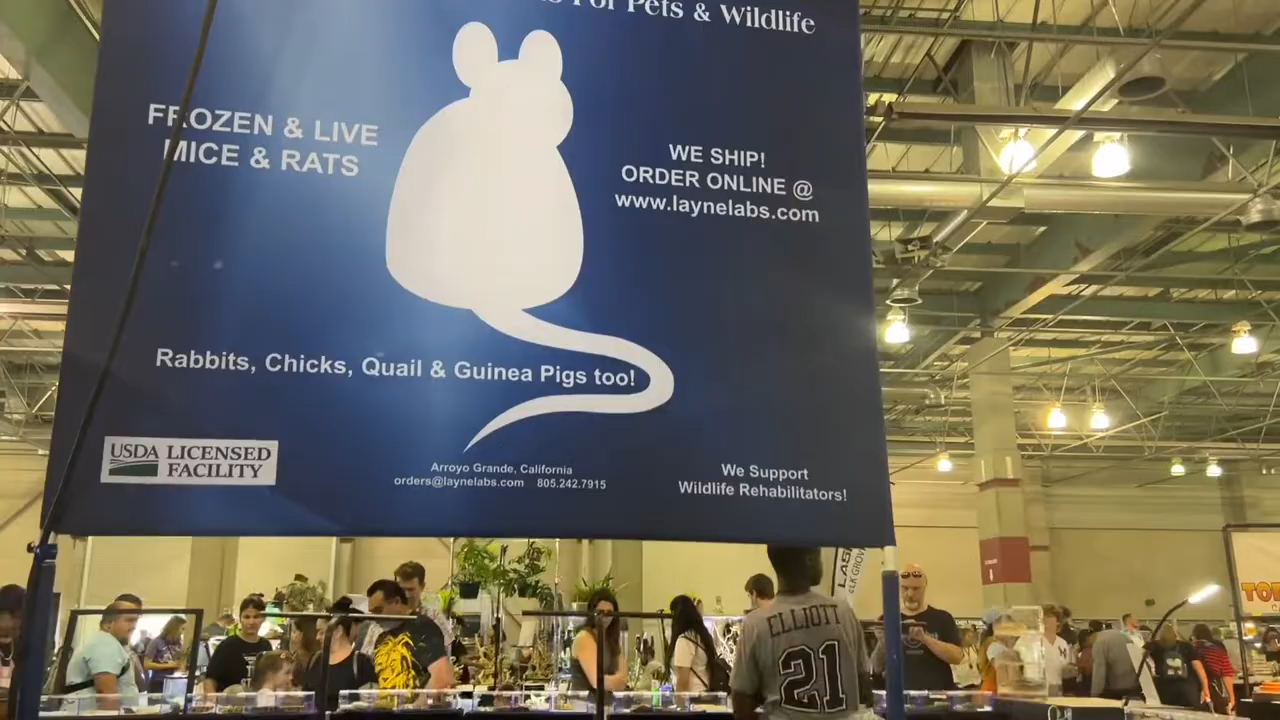 For Pets & Wildlife
FROZEN & LIVE
MICE & RATS
WE SHIP!
ORDER ONLINE @
www.laynelabs.com
Rabbits, Chicks, Quail & Guinea Pigs too!
USDA LICENSED
FACILITY
Arroyo Grande, California
orders@laynelabs.com 805.242.7915
We Support
Wildlife Rehabilitators!
ELLIOTT
21